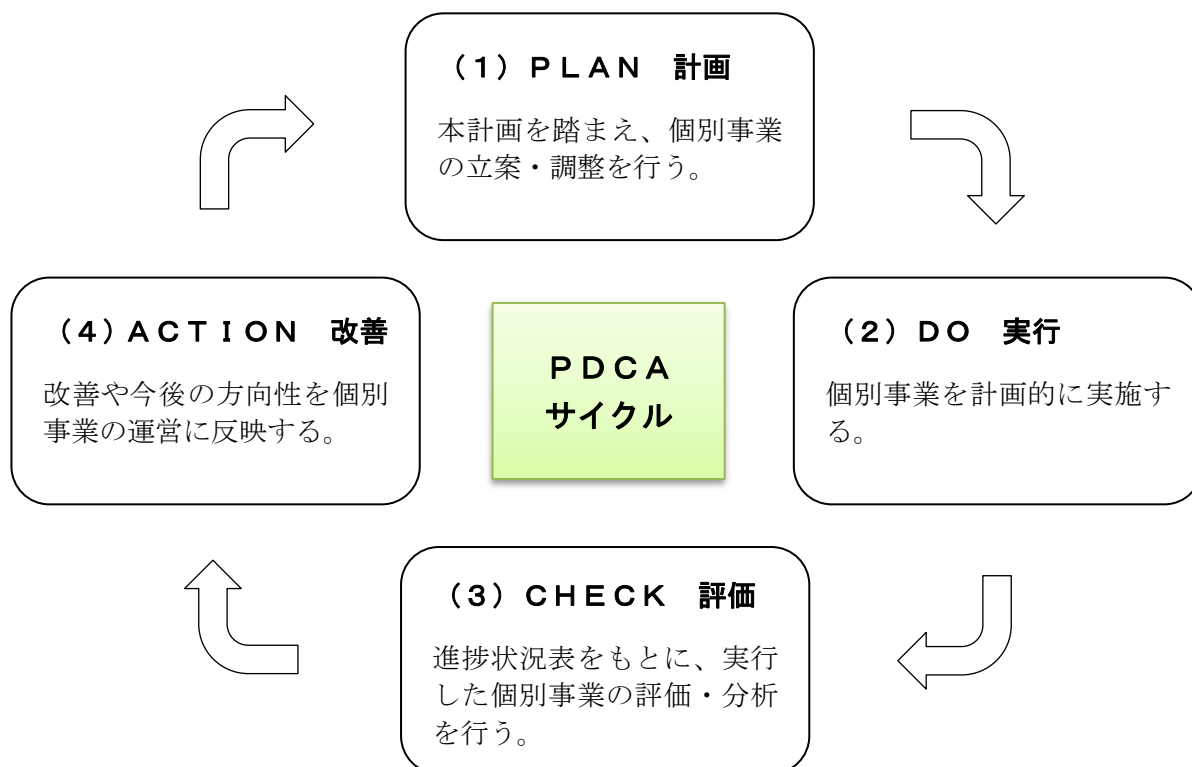 （１）ＰＬＡＮ　計画
本計画を踏まえ、個別事業
の立案・調整を行う。
（２）ＤＯ　実行
個別事業を計画的に実施す
る。
（３）ＣＨＥＣＫ　評価
進捗状況表をもとに、実行
した個別事業の評価・分析
を行う。
（４）ＡＣＴＩＯＮ　改善
改善や今後の方向性を個別
事業の運営に反映する。
ＰＤＣＡ
サイクル